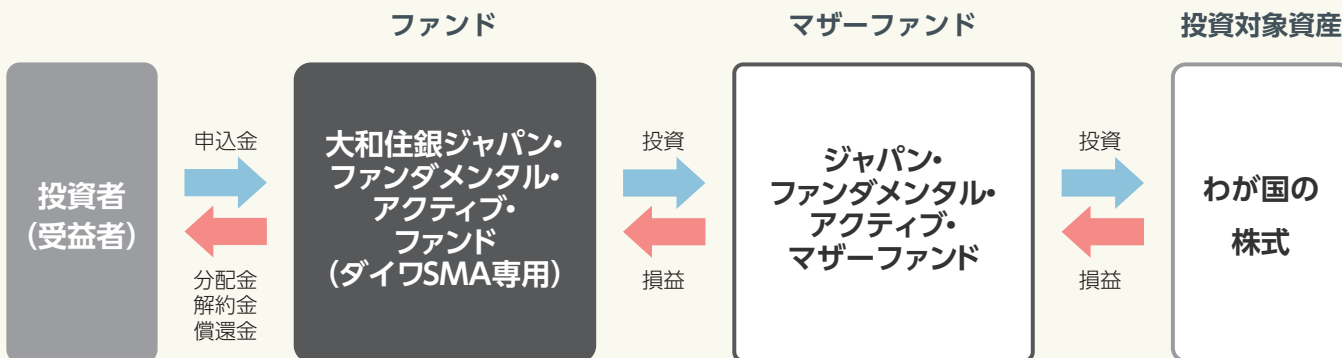 ファンド
マザーファンド
投資対象資産
投資者
（受益者）
申込金
分配金
解約金
償還金
大和住銀ジャパン・
ファンダメンタル・
アクティブ・
ファンド
（ダイワSMA専用）
投資
損益
ジャパン・
ファンダメンタル・
アクティブ・
マザーファンド
投資
損益
わが国の
株式